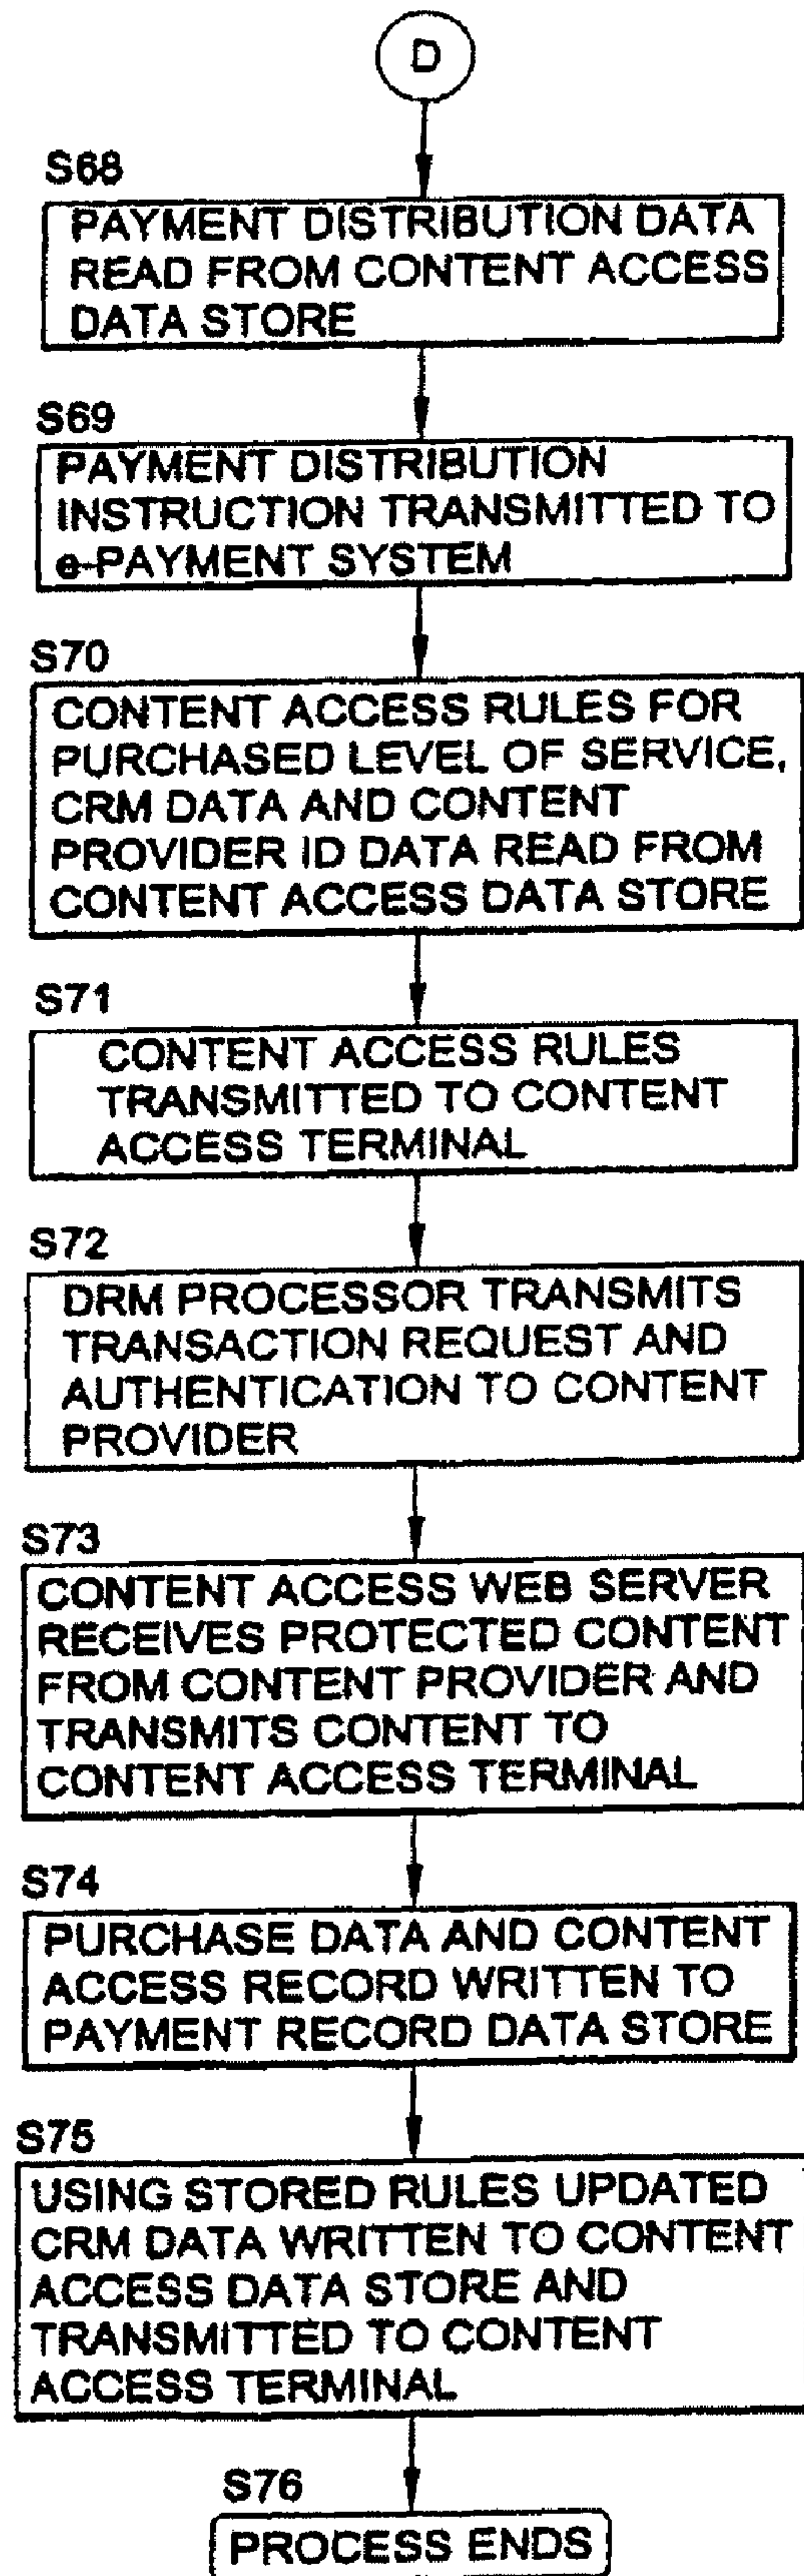 D
S68
PAYMENT DISTRIBUTION DATA
READ FROM CONTENT ACCESS
DATA STORE
S69
PAYMENT DISTRIBUTION
INSTRUCTION TRANSMITTED TO
e-PAYMENT SYSTEM
S70
CONTENT ACCESS RULES FOR
PURCHASED LEVEL OF SERVICE,
CRM DATA AND CONTENT
PROVIDER ID DATA READ FROM
CONTENT ACCESS DATA STORE
S71
CONTENT ACCESS RULES
TRANSMITTED TO CONTENT
ACCESS TERMINAL
S72
DRM PROCESSOR TRANSMITS
TRANSACTION REQUEST AND
AUTHENTICATION TO CONTENT
PROVIDER
S73
CONTENT ACCESS WEB SERVER
RECEIVES PROTECTED CONTENT
FROM CONTENT PROVIDER AND
TRANSMITS CONTENT TO
CONTENT ACCESS TERMINAL
S74
PURCHASE DATA AND CONTENT
ACCESS RECORD WRITTEN TO
PAYMENT RECORD DATA STORE
S75
USING STORED RULES UPDATED
CRM DATA WRITTEN TO CONTENT
ACCESS DATA STORE AND
TRANSMITTED TO CONTENT
ACCESS TERMINAL
S76
PROCESS ENDS